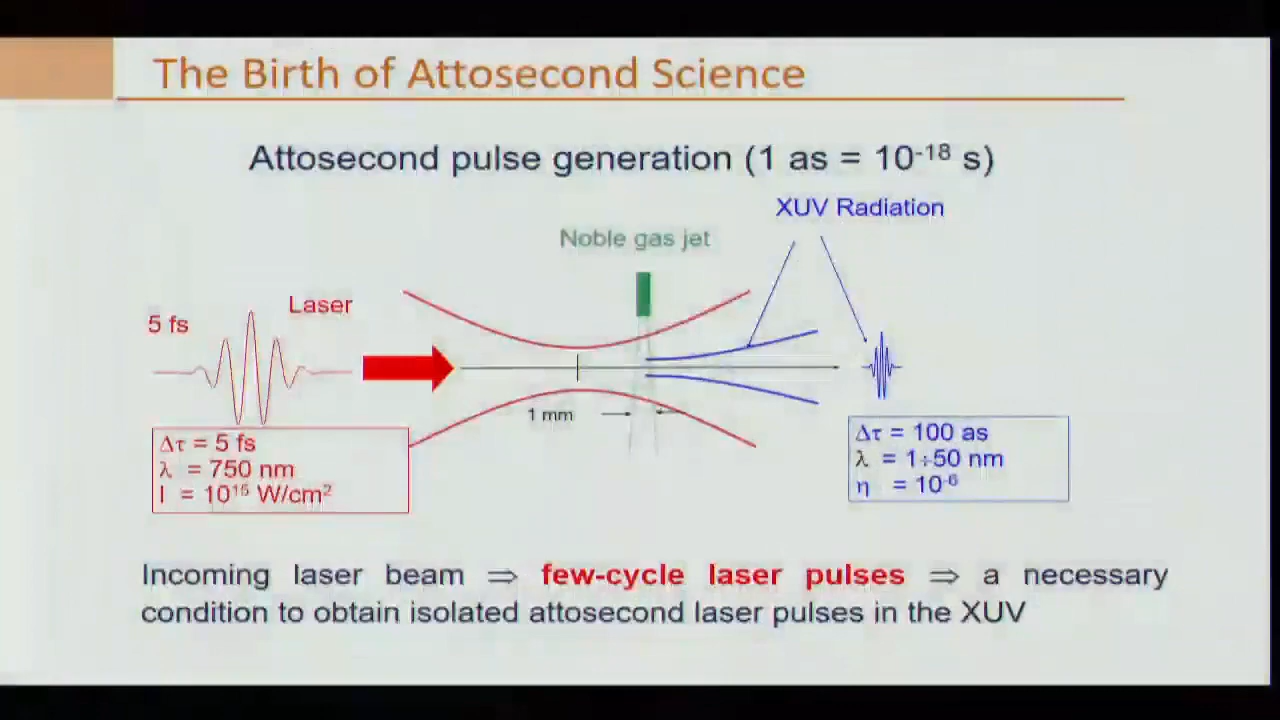 The Birth of Attosecond Science
Attosecond pulse generation (1 as = 10⁻¹⁸ s)
XUV Radiation
Noble gas jet
Laser
5 fs
1 mm
Δτ = 5 fs
λ = 750 nm
I = 10¹⁵ W/cm²
Δτ = 100 as
λ = 1÷50 nm
η = 10⁻⁶
Incoming laser beam ⇒ few-cycle laser pulses ⇒ a necessary
condition to obtain isolated attosecond laser pulses in the XUV